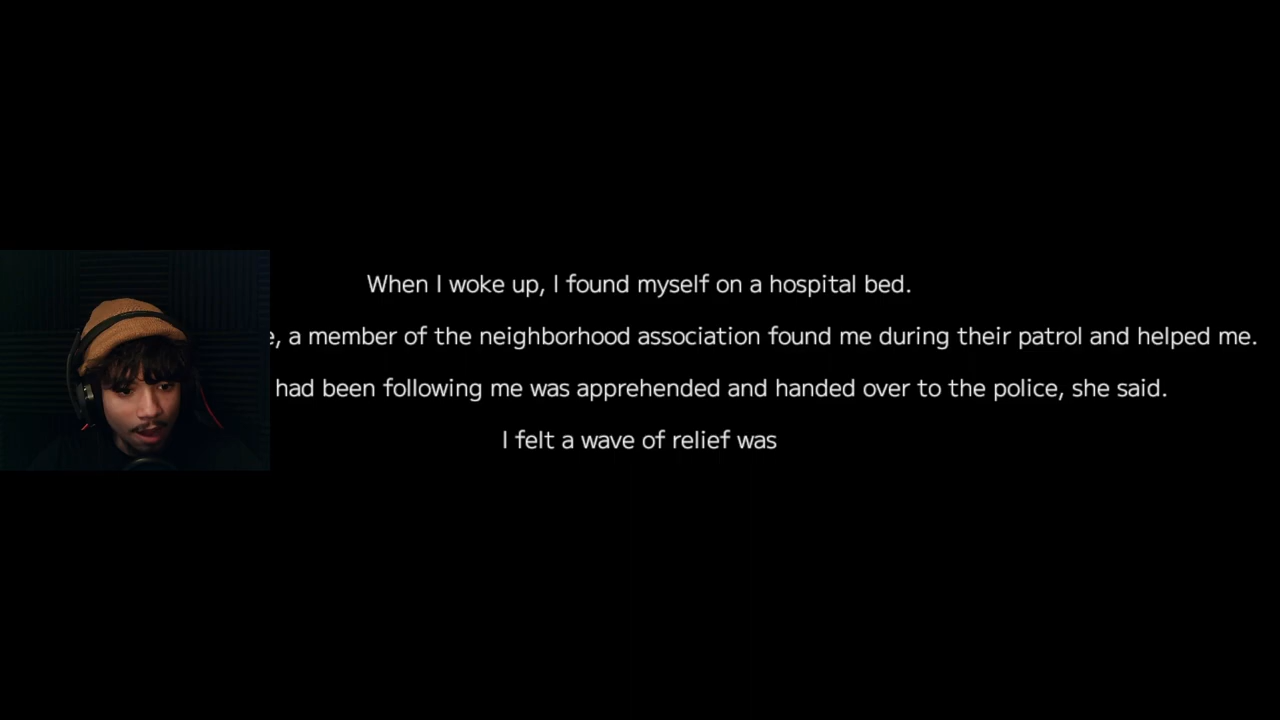 When I woke up, I found myself on a hospital bed.
, a member of the neighborhood association found me during their patrol and helped me.
had been following me was apprehended and handed over to the police, she said.
I felt a wave of relief was